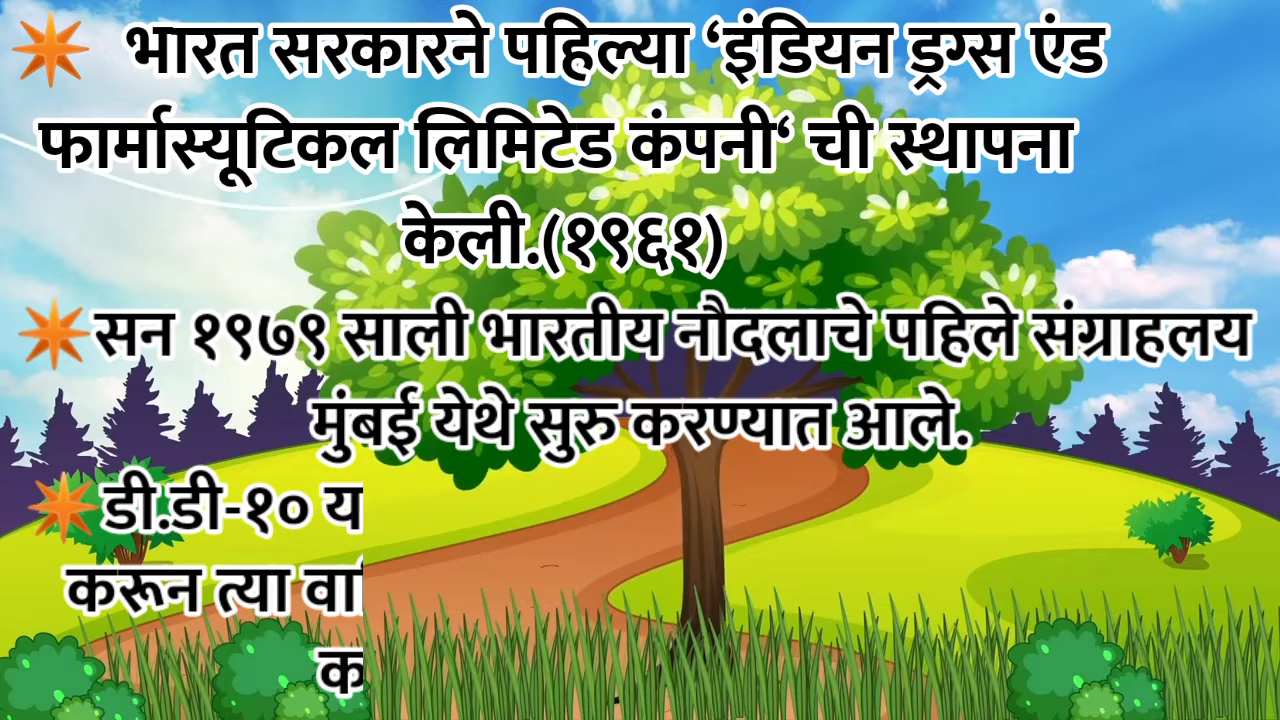 भारत सरकारने पहिल्या ‘इंडियन ड्रग्स एंड
फार्मास्यूटिकल लिमिटेड कंपनी‘ ची स्थापना
केली.(१९६१)
सन १९७९ साली भारतीय नौदलाचे पहिले संग्राहलय
मुंबई येथे सुरु करण्यात आले.
डी.डी-१०
करून त्या